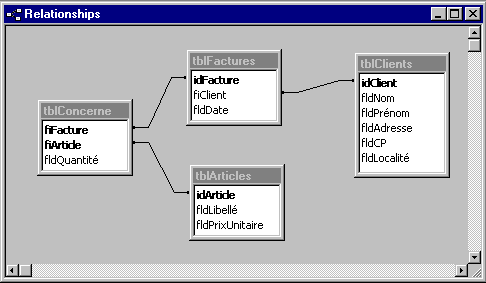 Relationships
tblConcerne
fiFacture
fiArticle
fldQuantité
tblFactures
idFacture
fiClient
fldDate
tblArticles
idArticle
fldLibellé
fldPrixUnitaire
tblClients
idClient
fldNom
fldPrénom
fldAdresse
fldCP
fldLocalité